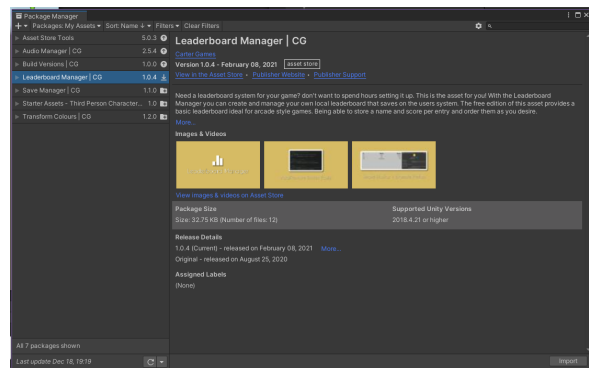 Package Manager
+ Packages: My Assets Sort: Name ↓ Filters Clear Filters
Asset Store Tools 5.0.3
Audio Manager | CG 2.5.4
Build Versions | CG 1.0.0
Leaderboard Manager | CG 1.0.4
Save Manager | CG 1.1.0
Starter Assets - Third Person Character... 1.0
Transform Colours | CG 1.2.0
All 7 packages shown
Last update Dec 18, 19:19
Leaderboard Manager | CG
Carter Games
Version 1.0.4 - February 08, 2021 asset store
View in the Asset Store • Publisher Website • Publisher Support
Need a leaderboard system for your game? don't want to spend hours setting it up. This is the asset for you! With the Leaderboard
Manager you can create and manage your own local leaderboard that saves on the users system. The free edition of this asset provides a
basic leaderboard ideal for arcade style games. Being able to store a name and score per entry and order them as you desire.
More...
Images & Videos
View images & videos on Asset Store
Package Size Supported Unity Versions
Size: 32.75 KB (Number of files: 12) 2018.4.21 or higher
Release Details
1.0.4 (Current) - released on February 08, 2021 More...
Original - released on August 25, 2020
Assigned Labels
(None)
Import